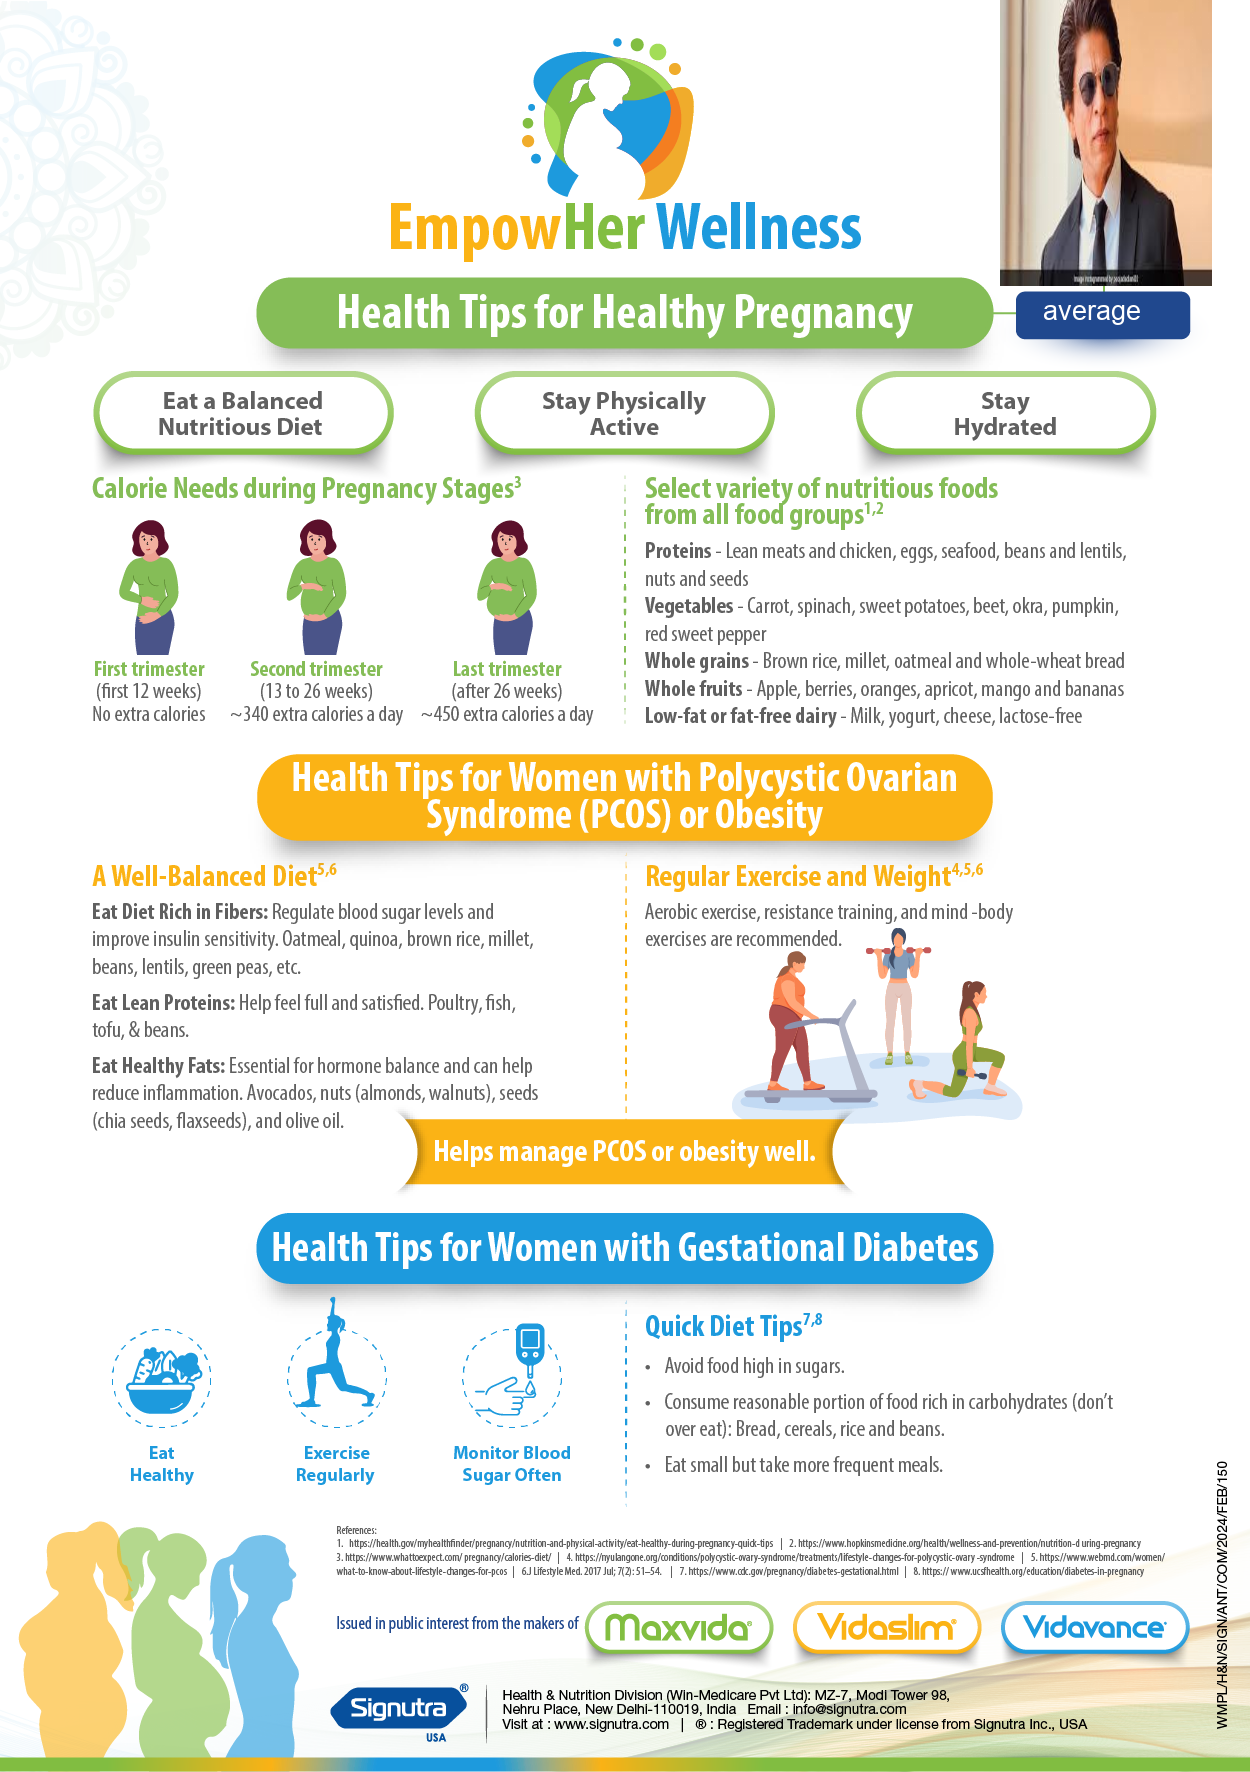 EmpowHer Wellness
Health Tips for Healthy Pregnancy
average
Eat a Balanced
Nutritious Diet
Stay Physically
Active
Stay
Hydrated
Calorie Needs during Pregnancy Stages3
First trimester
(first 12 weeks)
No extra calories
Second trimester
(13 to 26 weeks)
~340 extra calories a day
Last trimester
(after 26 weeks)
~450 extra calories a day
Select variety of nutritious foods
from all food groups1,2
Proteins - Lean meats and chicken, eggs, seafood, beans and lentils,
nuts and seeds
Vegetables - Carrot, spinach, sweet potatoes, beet, okra, pumpkin,
red sweet pepper
Whole grains - Brown rice, millet, oatmeal and whole-wheat bread
Whole fruits - Apple, berries, oranges, apricot, mango and bananas
Low-fat or fat-free dairy - Milk, yogurt, cheese, lactose-free
Health Tips for Women with Polycystic Ovarian
Syndrome (PCOS) or Obesity
A Well-Balanced Diet5,6
Eat Diet Rich in Fibers: Regulate blood sugar levels and
improve insulin sensitivity. Oatmeal, quinoa, brown rice, millet,
beans, lentils, green peas, etc.
Eat Lean Proteins: Help feel full and satisfied. Poultry, fish,
tofu, & beans.
Eat Healthy Fats: Essential for hormone balance and can help
reduce inflammation. Avocados, nuts (almonds, walnuts), seeds
(chia seeds, flaxseeds), and olive oil.
Regular Exercise and Weight4,5,6
Aerobic exercise, resistance training, and mind -body
exercises are recommended.
Helps manage PCOS or obesity well.
Health Tips for Women with Gestational Diabetes
Eat
Healthy
Exercise
Regularly
Monitor Blood
Sugar Often
Quick Diet Tips7,8
• Avoid food high in sugars.
• Consume reasonable portion of food rich in carbohydrates (don't
over eat): Bread, cereals, rice and beans.
• Eat small but take more frequent meals.
References:
1. https://health.gov/myhealthfinder/pregnancy/nutrition-and-physical-activity/eat-healthy-during-pregnancy-quick-tips | 2. https://www.hopkinsmedicine.org/health/wellness-and-prevention/nutrition-d uring-pregnancy
3. https://www.whattoexpect.com/ pregnancy/calories-diet/ | 4. https://nyulangone.org/conditions/polycystic-ovary-syndrome/treatments/lifestyle-changes-for-polycystic-ovary -syndrome | 5. https://www.webmd.com/women/
what-to-know-about-lifestyle-changes-for-pcos | 6.J Lifestyle Med. 2017 Jul; 7(2): 51–54. | 7. https://www.cdc.gov/pregnancy/diabetes-gestational.html | 8. https:// www.ucsfhealth.org/education/diabetes-in-pregnancy
Issued in public interest from the makers of
Maxvida®
Vidaslim®
Vidavance®
Signutra®
USA
Health & Nutrition Division (Win-Medicare Pvt Ltd): MZ-7, Modi Tower 98,
Nehru Place, New Delhi-110019, India Email : info@signutra.com
Visit at : www.signutra.com | ® : Registered Trademark under license from Signutra Inc., USA
WMPL/H&N/SIGN/ANT/COM/2024/FEB/150